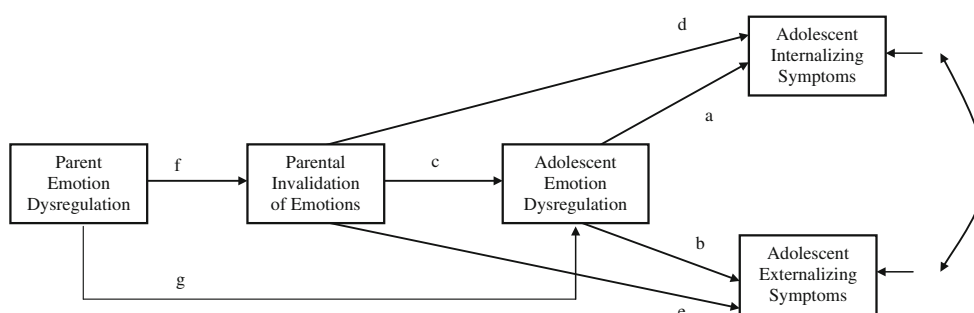 d
Adolescent
Internalizing
Symptoms
a
Parent
Emotion
Dysregulation
f
Parental
Invalidation
of Emotions
c
Adolescent
Emotion
Dysregulation
b
g
Adolescent
Externalizing
Symptoms
e